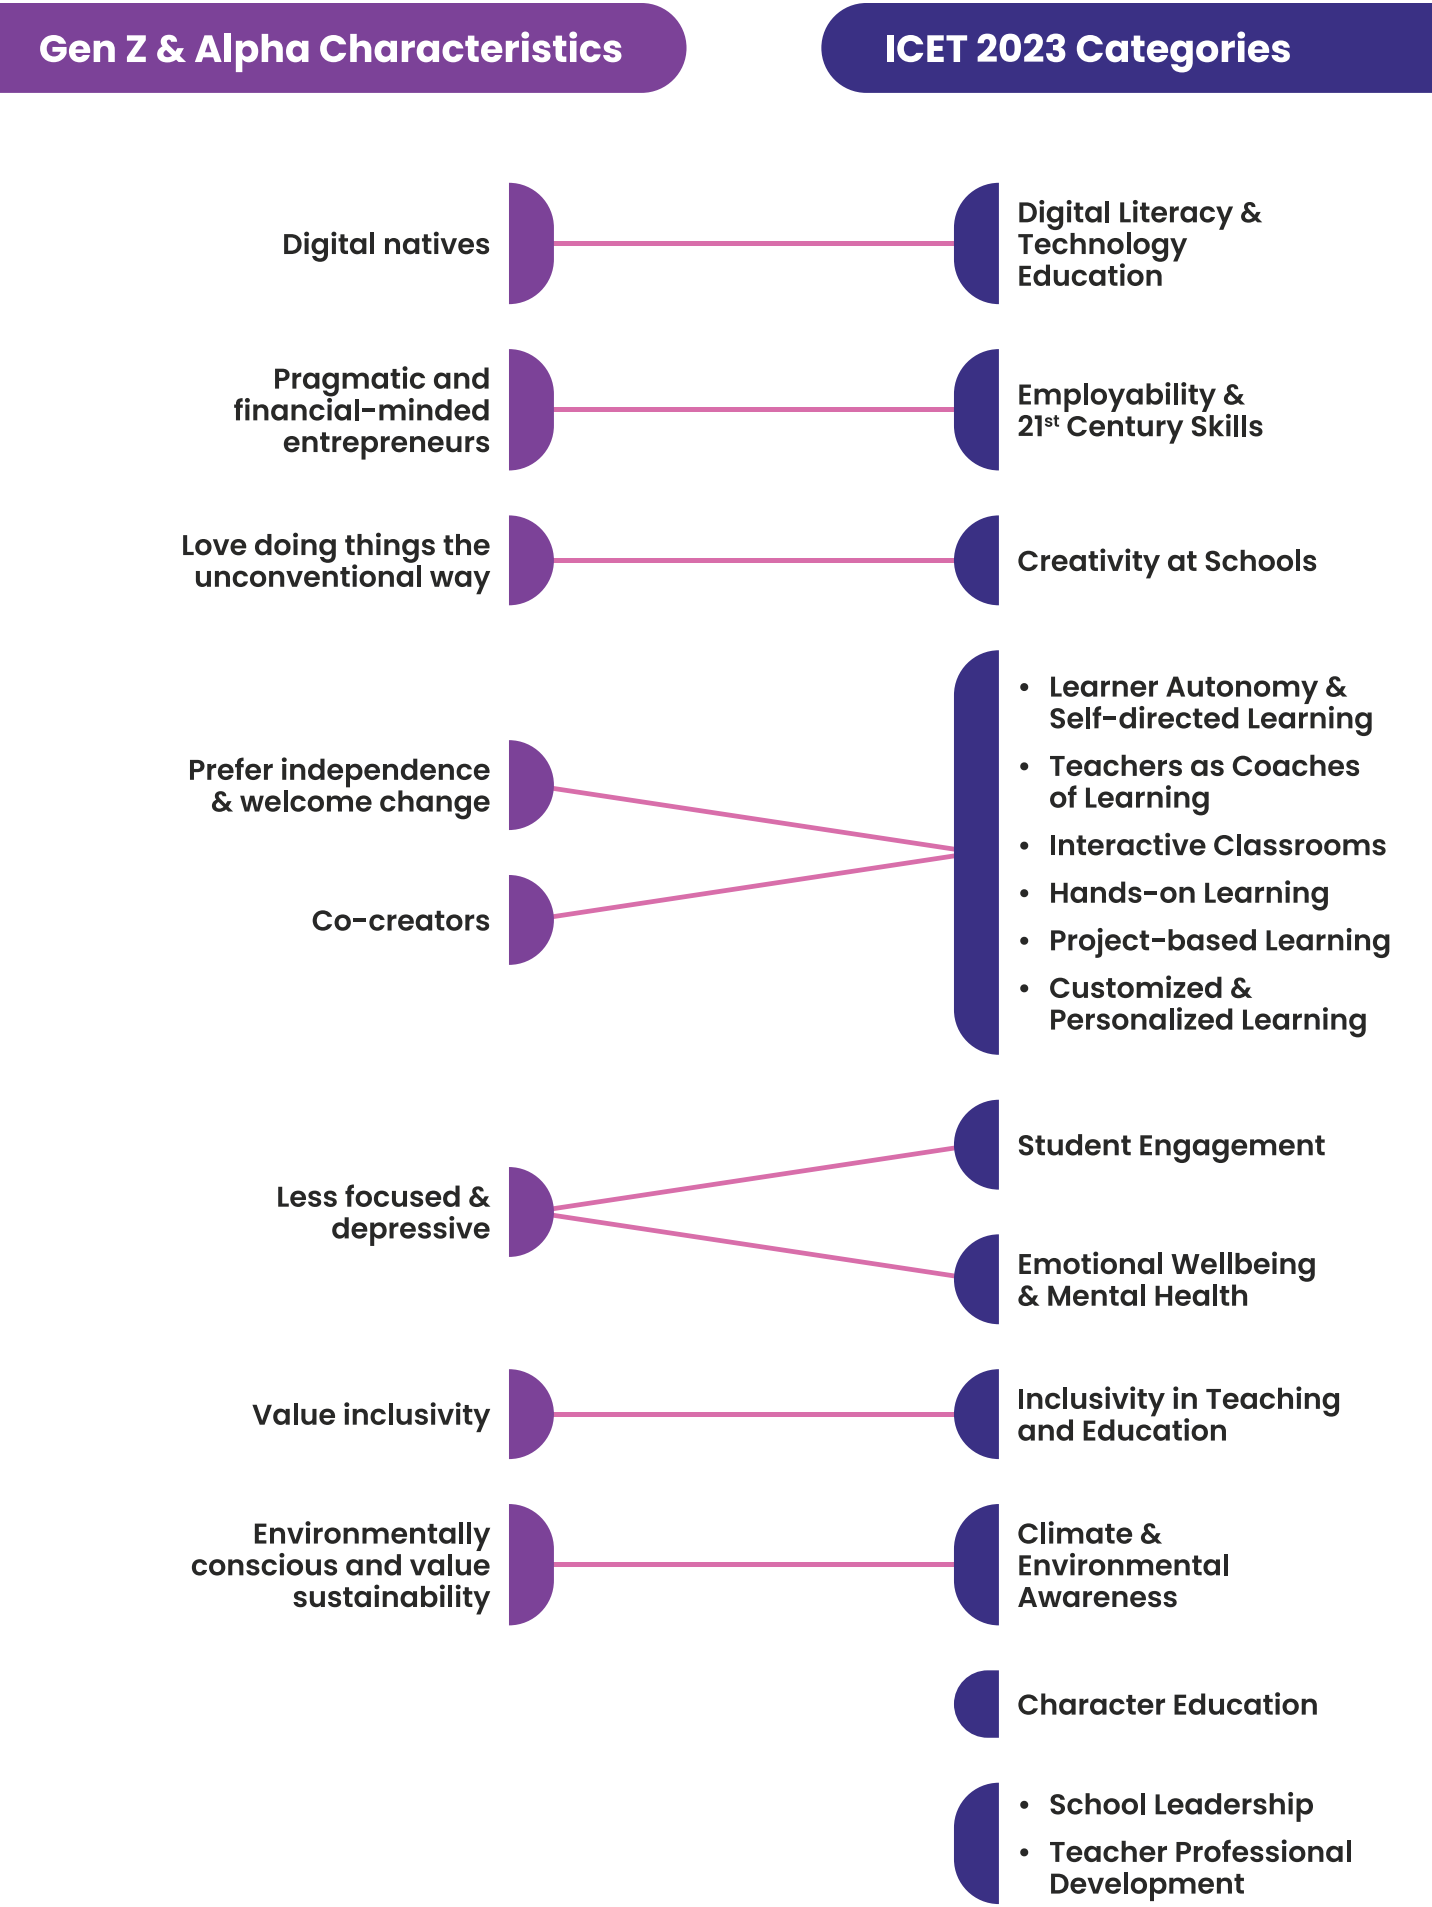 Gen Z & Alpha Characteristics
ICET 2023 Categories
Digital natives
Digital Literacy &
Technology
Education
Pragmatic and
financial-minded
entrepreneurs
Employability &
21st Century Skills
Love doing things the
unconventional way
Creativity at Schools
Prefer independence
& welcome change
Co-creators
• Learner Autonomy &
Self-directed Learning
• Teachers as Coaches
of Learning
• Interactive Classrooms
• Hands-on Learning
• Project-based Learning
• Customized &
Personalized Learning
Less focused &
depressive
Student Engagement
Emotional Wellbeing
& Mental Health
Value inclusivity
Inclusivity in Teaching
and Education
Environmentally
conscious and value
sustainability
Climate &
Environmental
Awareness
Character Education
• School Leadership
• Teacher Professional
Development